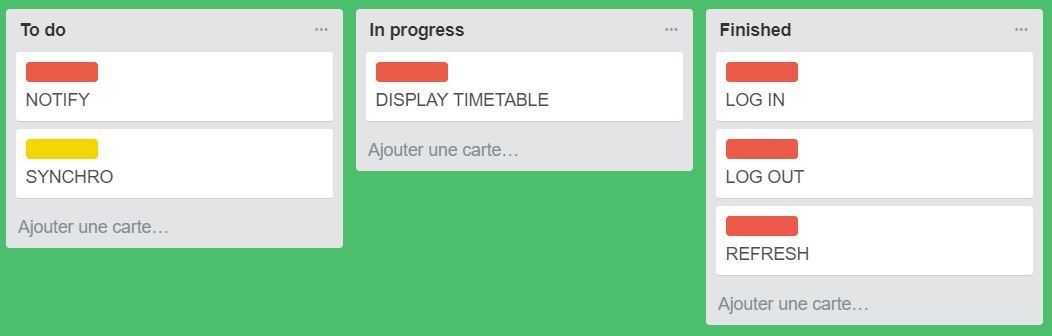 To do
NOTIFY
SYNCHRO
Ajouter une carte…
In progress
DISPLAY TIMETABLE
Ajouter une carte…
Finished
LOG IN
LOG OUT
REFRESH
Ajouter une carte…